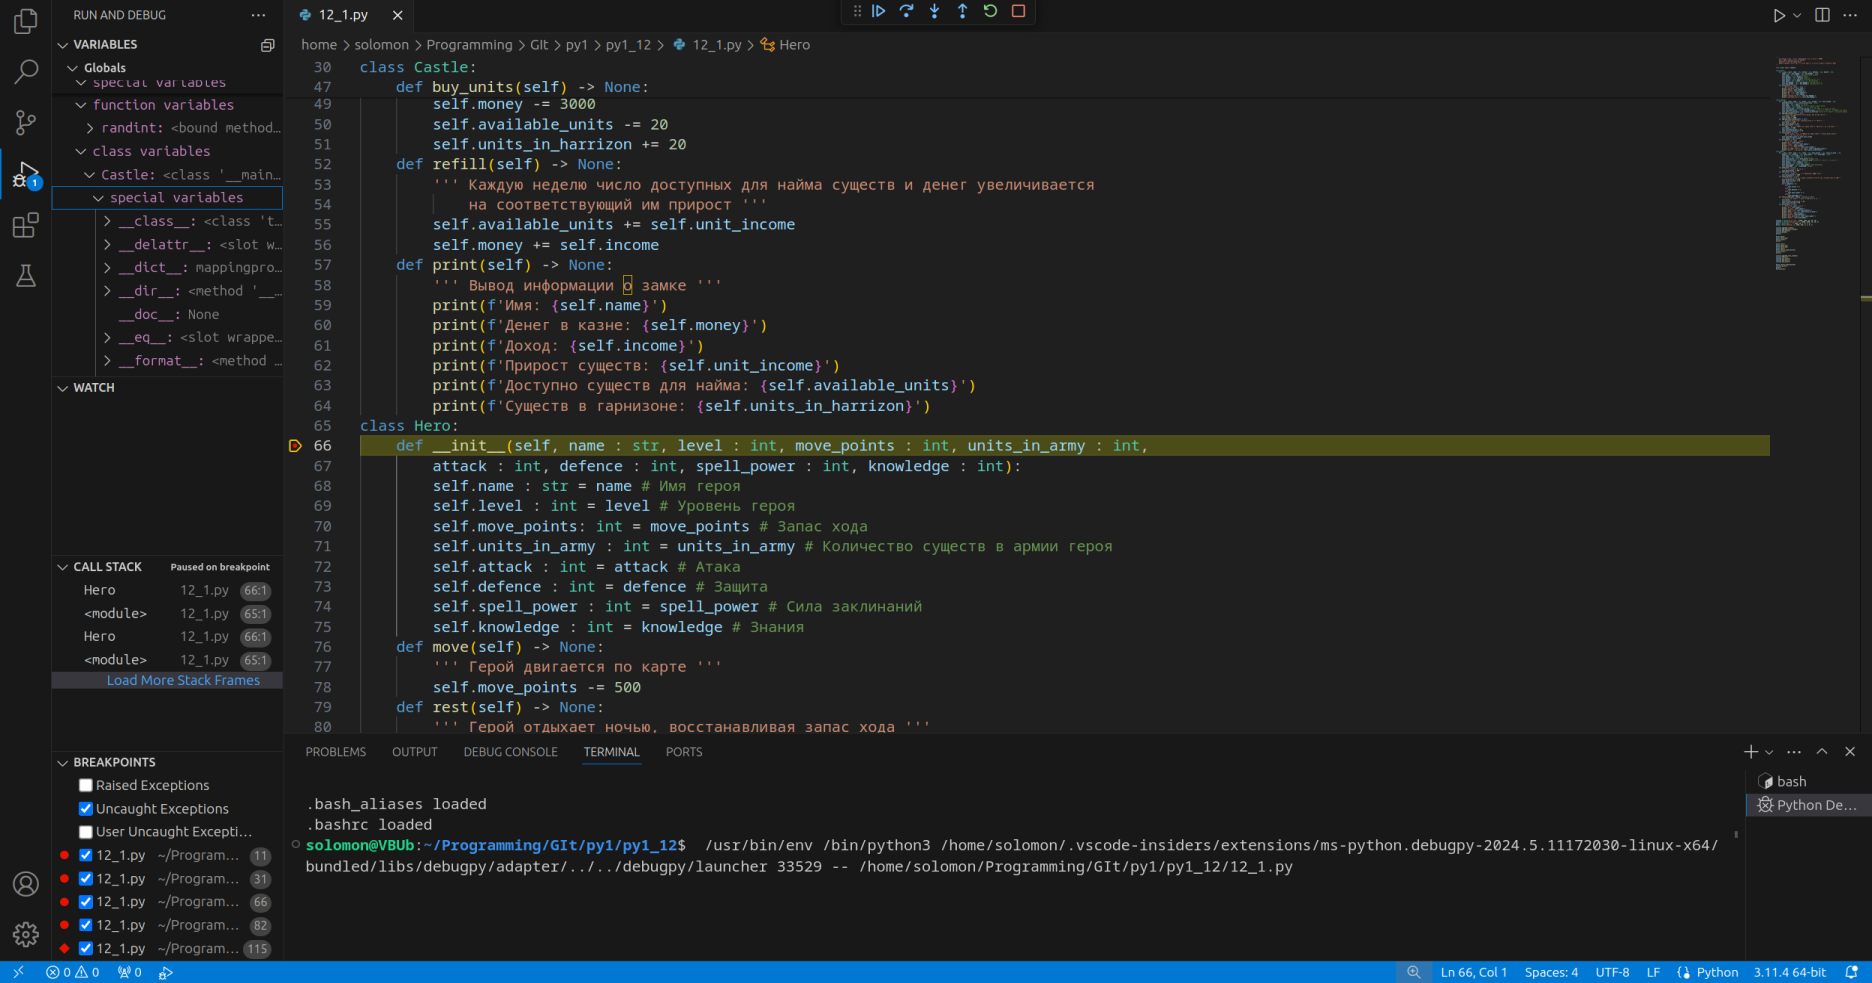 RUN AND DEBUG
VARIABLES
Globals
special variables
function variables
randint: <bound method…
class variables
Castle: <class '__main…
special variables
__class__: <class 't…
__delattr__: <slot w…
__dict__: mappingpro…
__dir__: <method '__…
__doc__: None
__eq__: <slot wrappe…
__format__: <method …
WATCH
CALL STACK Paused on breakpoint
Hero 12_1.py 66:1
<module> 12_1.py 65:1
Hero 12_1.py 66:1
<module> 12_1.py 65:1
Load More Stack Frames
BREAKPOINTS
Raised Exceptions
Uncaught Exceptions
User Uncaught Excepti…
12_1.py ~/Program… 11
12_1.py ~/Program… 31
12_1.py ~/Program… 66
12_1.py ~/Program… 82
12_1.py ~/Program… 115
1
12_1.py
home > solomon > Programming > GIt > py1 > py1_12 > 12_1.py > Hero
30 class Castle:
47 def buy_units(self) -> None:
49 self.money -= 3000
50 self.available_units -= 20
51 self.units_in_harrizon += 20
52 def refill(self) -> None:
53 ''' Каждую неделю число доступных для найма существ и денег увеличивается
54 на соответствующий им прирост '''
55 self.available_units += self.unit_income
56 self.money += self.income
57 def print(self) -> None:
58 ''' Вывод информации о замке '''
59 print(f'Имя: {self.name}')
60 print(f'Денег в казне: {self.money}')
61 print(f'Доход: {self.income}')
62 print(f'Прирост существ: {self.unit_income}')
63 print(f'Доступно существ для найма: {self.available_units}')
64 print(f'Существ в гарнизоне: {self.units_in_harrizon}')
65 class Hero:
66 def __init__(self, name : str, level : int, move_points : int, units_in_army : int,
67 attack : int, defence : int, spell_power : int, knowledge : int):
68 self.name : str = name # Имя героя
69 self.level : int = level # Уровень героя
70 self.move_points: int = move_points # Запас хода
71 self.units_in_army : int = units_in_army # Количество существ в армии героя
72 self.attack : int = attack # Атака
73 self.defence : int = defence # Защита
74 self.spell_power : int = spell_power # Сила заклинаний
75 self.knowledge : int = knowledge # Знания
76 def move(self) -> None:
77 ''' Герой двигается по карте '''
78 self.move_points -= 500
79 def rest(self) -> None:
80 ''' Герой отдыхает ночью, восстанавливая запас хода '''
PROBLEMS OUTPUT DEBUG CONSOLE TERMINAL PORTS
.bash_aliases loaded
.bashrc loaded
solomon@VBUb:~/Programming/GIt/py1/py1_12$ /usr/bin/env /bin/python3 /home/solomon/.vscode-insiders/extensions/ms-python.debugpy-2024.5.11172030-linux-x64/
bundled/libs/debugpy/adapter/../../debugpy/launcher 33529 -- /home/solomon/Programming/GIt/py1/py1_12/12_1.py
bash
Python De…
0 0 0 Ln 66, Col 1 Spaces: 4 UTF-8 LF Python 3.11.4 64-bit